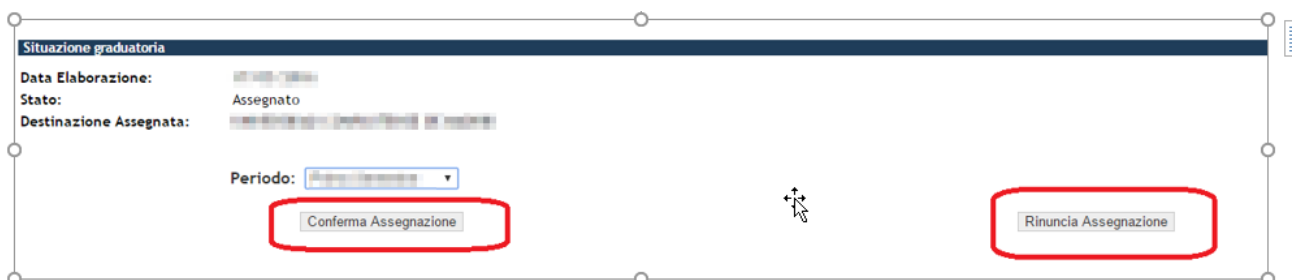 Situazione graduatoria
Data Elaborazione:
Stato: Assegnato
Destinazione Assegnata:
Periodo:
Conferma Assegnazione Rinuncia Assegnazione